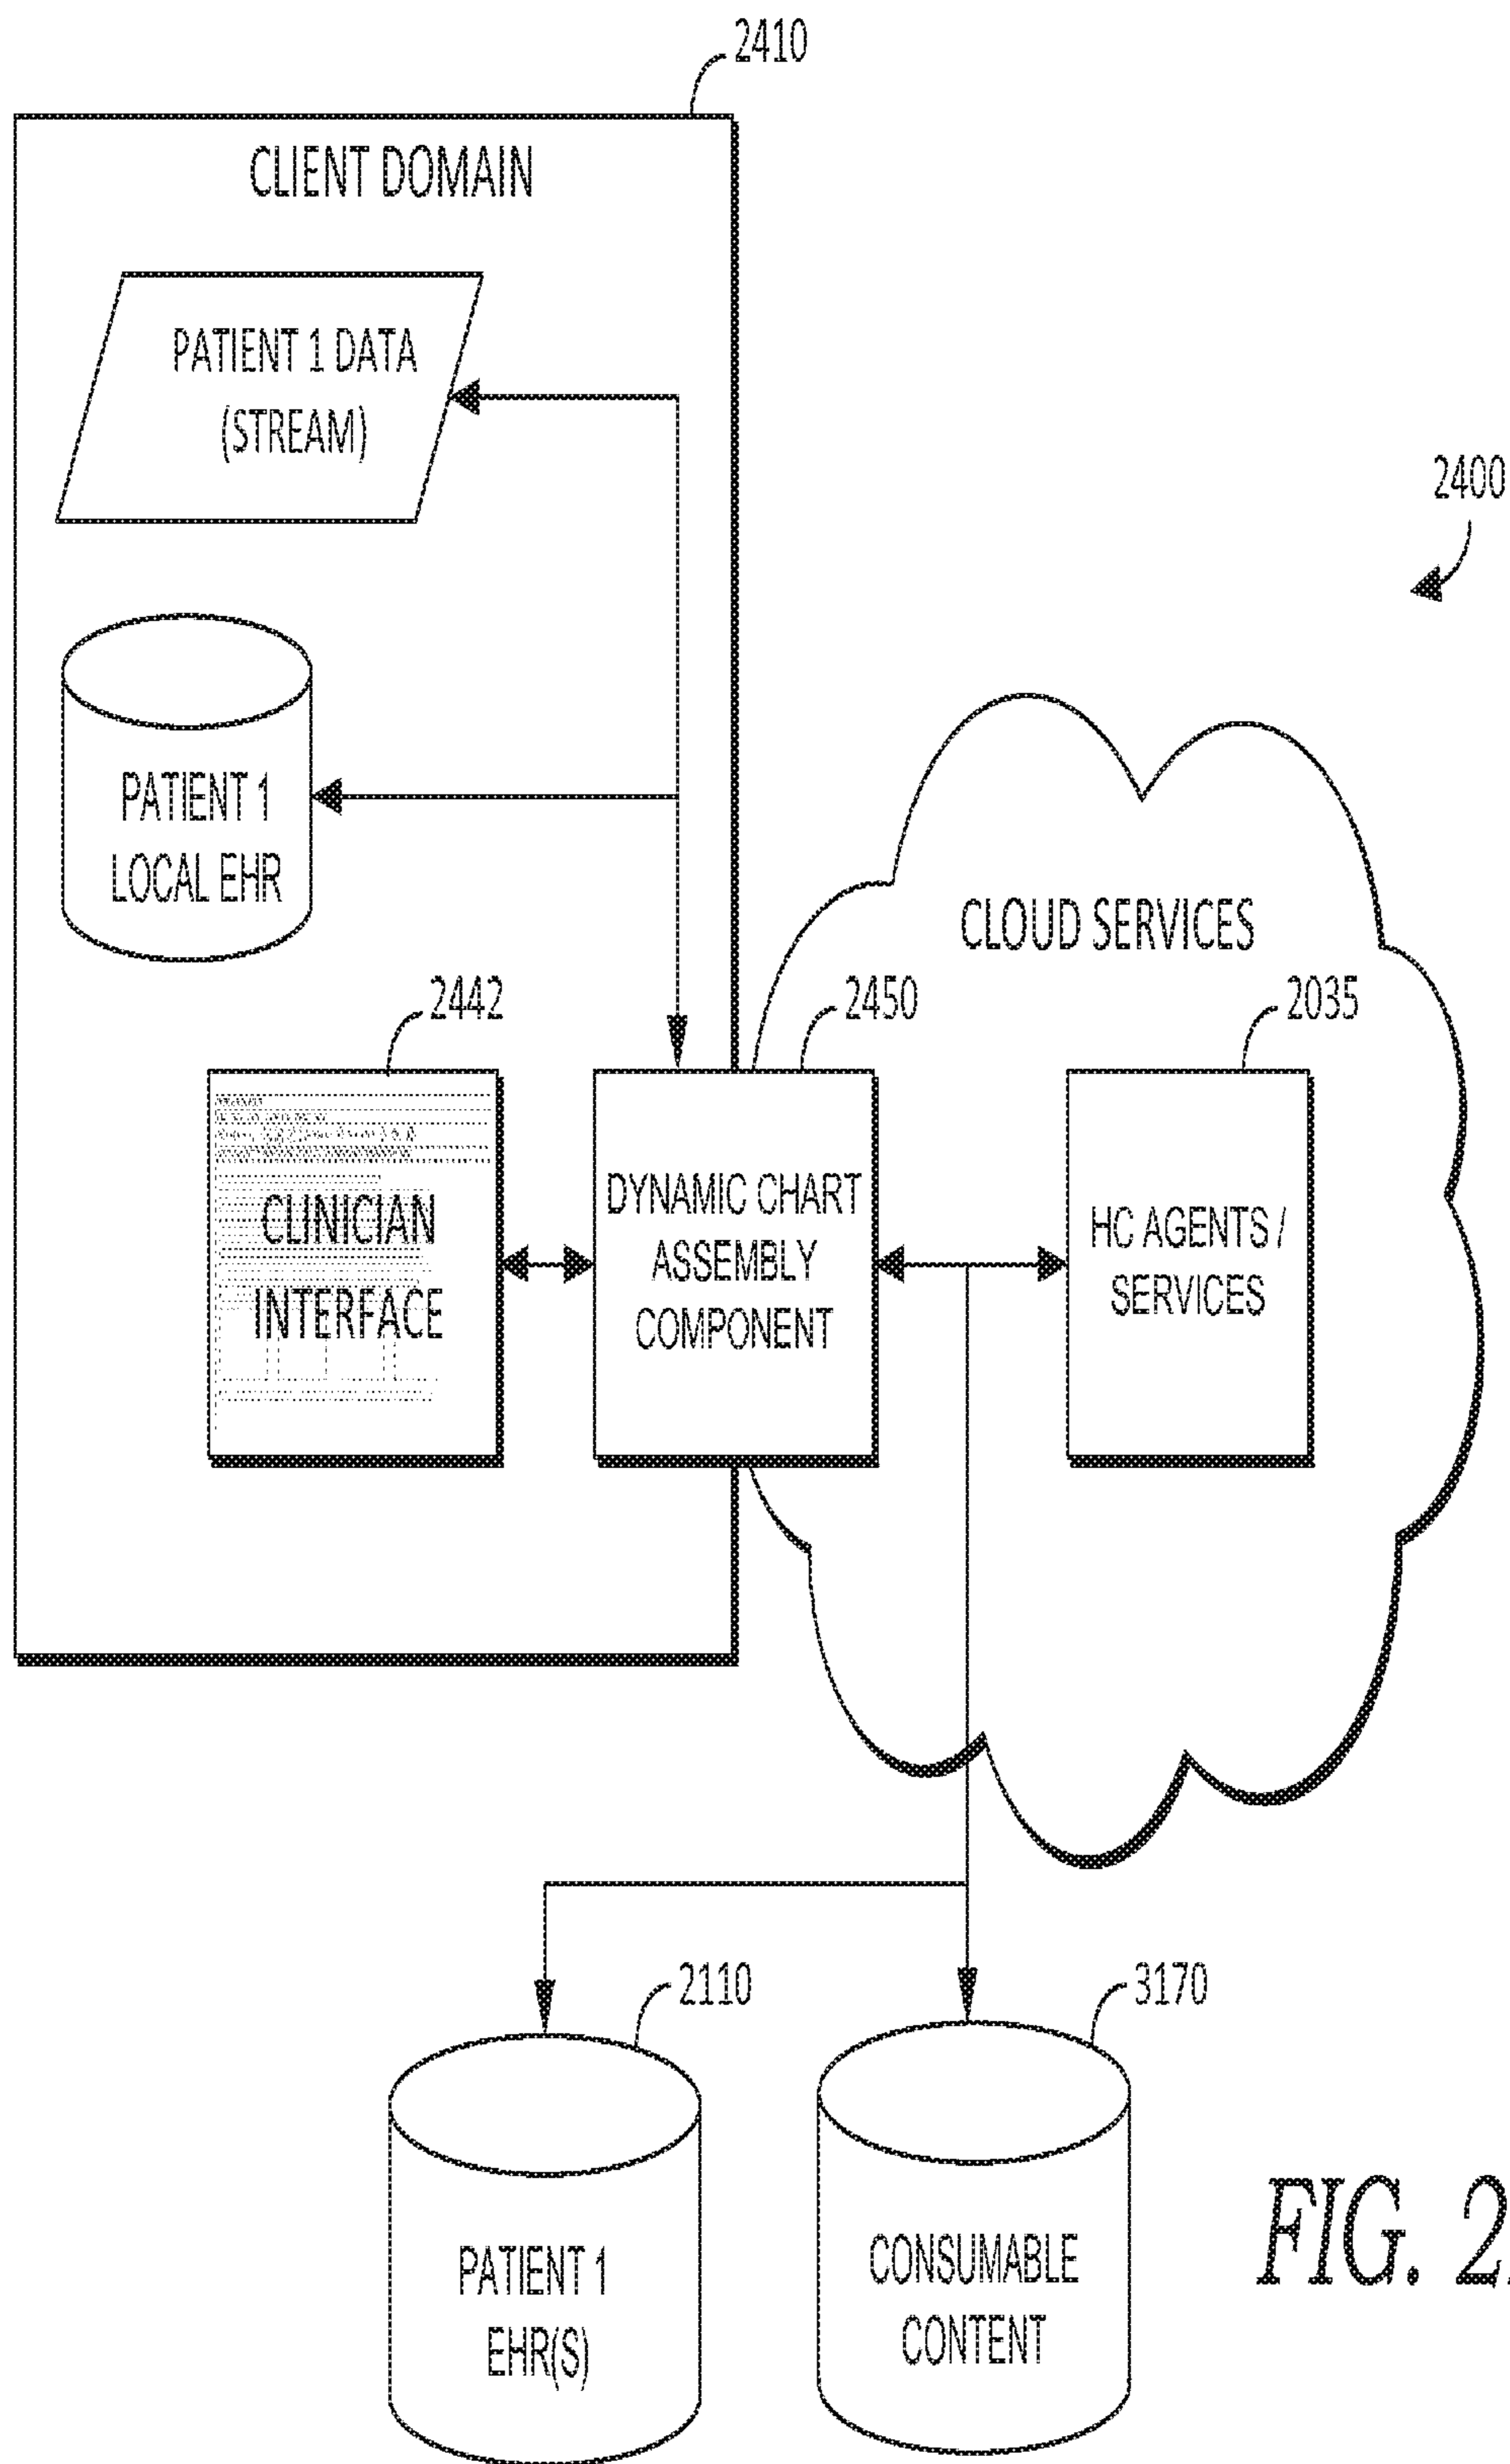 2410
CLIENT DOMAIN
PATIENT 1 DATA
(STREAM)
2400
PATIENT 1
LOCAL EHR
CLOUD SERVICES
2442
2450
2035
CLINICIAN
INTERFACE
DYNAMIC CHART
ASSEMBLY
COMPONENT
HC AGENTS /
SERVICES
2110
3170
PATIENT 1
EHR(S)
CONSUMABLE
CONTENT
FIG. 2